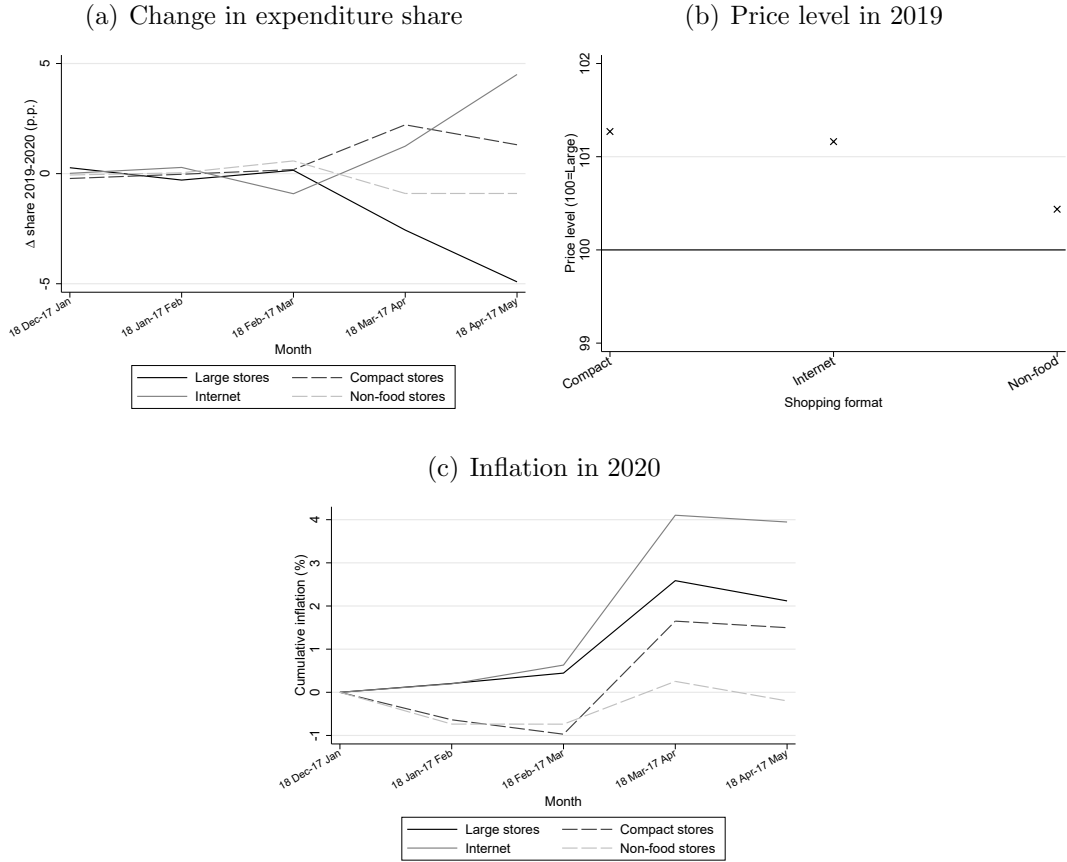 (a) Change in expenditure share
5
0
-5
Δ share 2019-2020 (p.p.)
18 Dec-17 Jan
18 Jan-17 Feb
18 Feb-17 Mar
18 Mar-17 Apr
18 Apr-17 May
Month
Large stores
Compact stores
Internet
Non-food stores
(b) Price level in 2019
102
101
100
99
Price level (100=Large)
Compact
Internet
Non-food
Shopping format
(c) Inflation in 2020
4
3
2
1
0
-1
Cumulative inflation (%)
18 Dec-17 Jan
18 Jan-17 Feb
18 Feb-17 Mar
18 Mar-17 Apr
18 Apr-17 May
Month
Large stores
Compact stores
Internet
Non-food stores